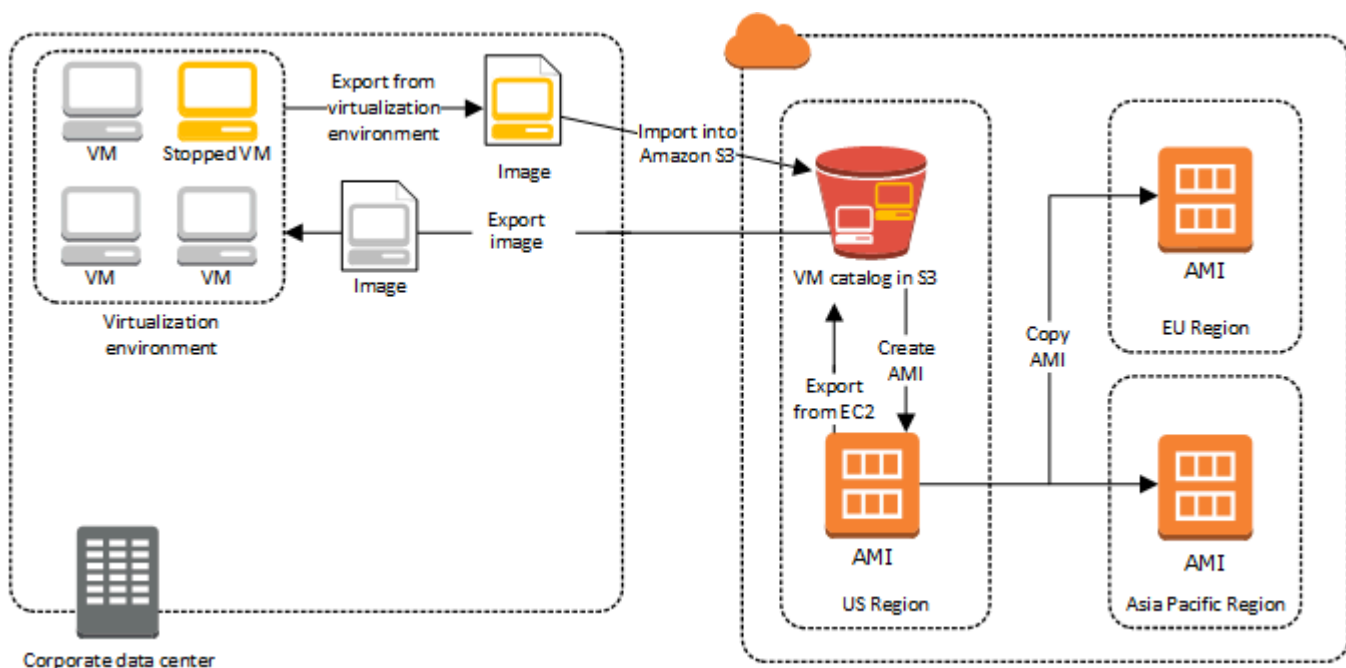 VM
Stopped VM
VM
VM
Virtualization
environment
Export from
virtualization
environment
Image
Export
image
Image
Corporate data center
Import into
Amazon S3
VM catalog in S3
Export
from EC2
Create
AMI
AMI
US Region
Copy
AMI
AMI
EU Region
AMI
Asia Pacific Region